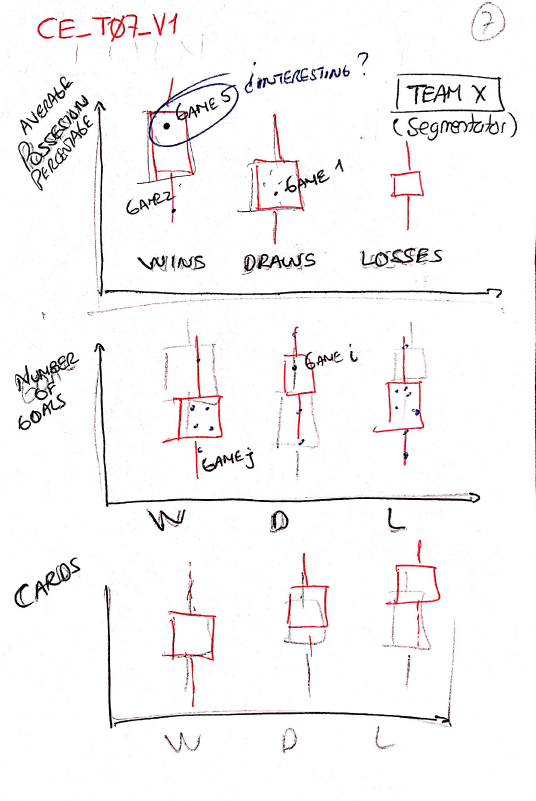 CE_TØ7_V1
7
¿INTERESTING?
AVERAGE
POSSESSION
PERCENTAGE
GAME 5
TEAM X
(Segmentator)
GAME 2
GAME 1
WINS
DRAWS
LOSSES
NUMBER
OF
GOALS
GAME i
GAME j
W
D
L
CARDS
W
D
L